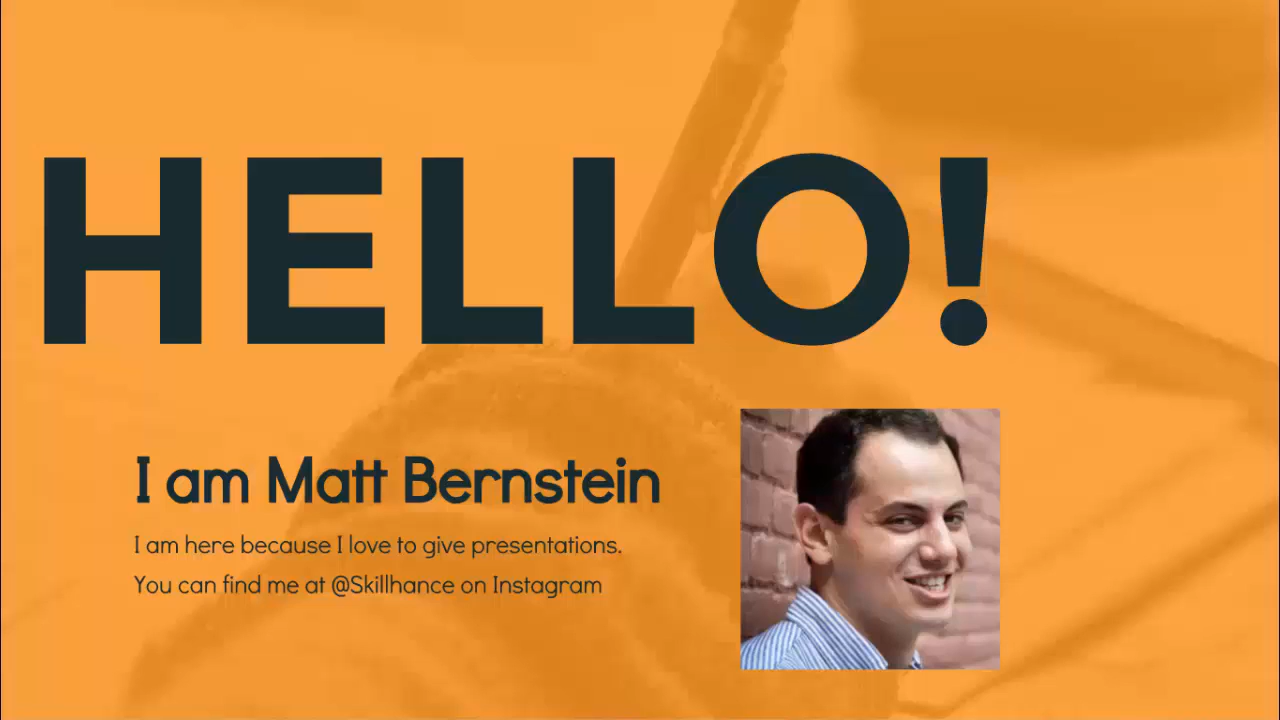 HELLO!
I am Matt Bernstein
I am here because I love to give presentations.
You can find me at @Skillhance on Instagram